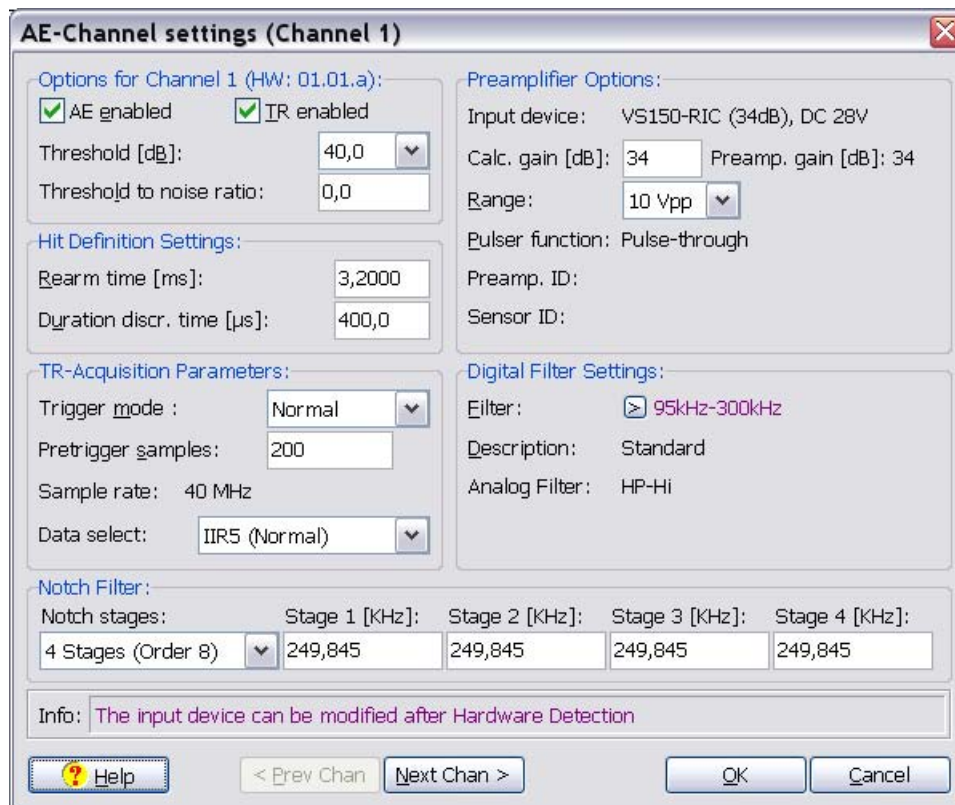 AE-Channel settings (Channel 1)
Options for Channel 1 (HW: 01.01.a):
AE enabled TR enabled
Threshold [dB]: 40,0
Threshold to noise ratio: 0,0
Hit Definition Settings:
Rearm time [ms]: 3,2000
Duration discr. time [µs]: 400,0
TR-Acquisition Parameters:
Trigger mode : Normal
Pretrigger samples: 200
Sample rate: 40 MHz
Data select: IIR5 (Normal)
Preamplifier Options:
Input device: VS150-RIC (34dB), DC 28V
Calc. gain [dB]: 34 Preamp. gain [dB]: 34
Range: 10 Vpp
Pulser function: Pulse-through
Preamp. ID:
Sensor ID:
Digital Filter Settings:
Filter: > 95kHz-300kHz
Description: Standard
Analog Filter: HP-Hi
Notch Filter:
Notch stages: Stage 1 [KHz]: Stage 2 [KHz]: Stage 3 [KHz]: Stage 4 [KHz]:
4 Stages (Order 8) 249,845 249,845 249,845 249,845
Info: The input device can be modified after Hardware Detection
? Help < Prev Chan Next Chan > OK Cancel